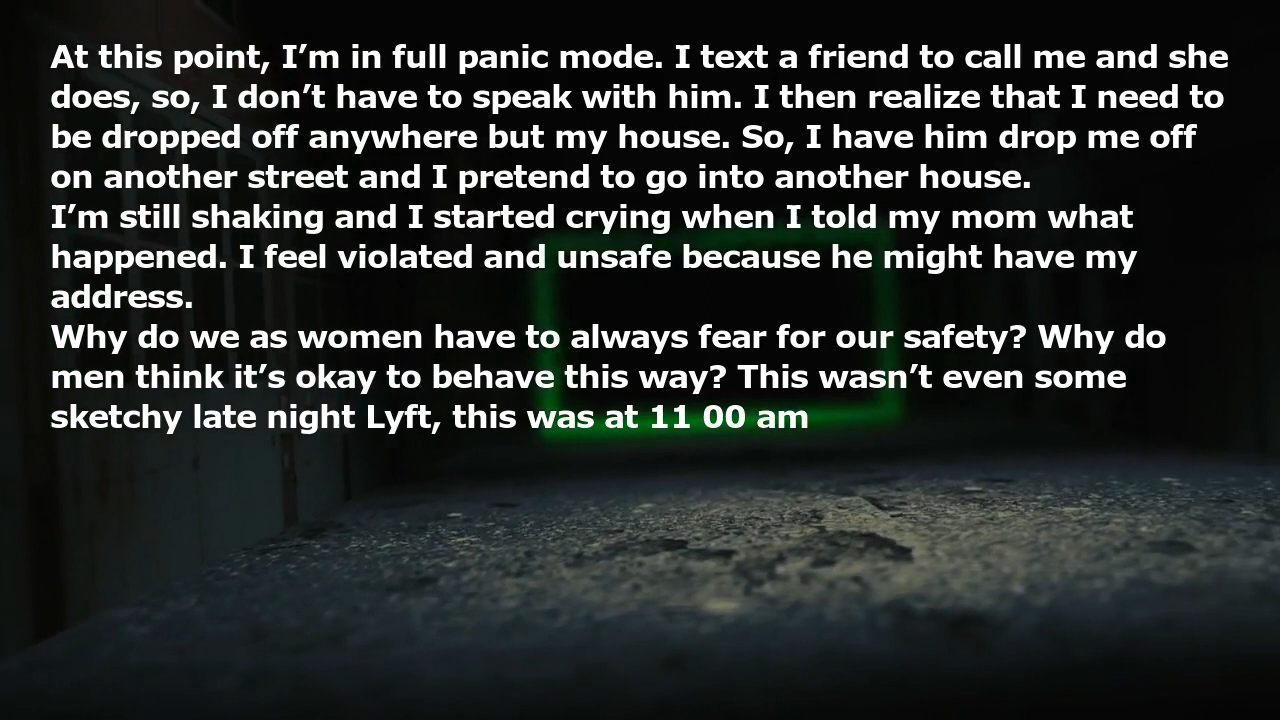 At this point, I’m in full panic mode. I text a friend to call me and she
does, so, I don’t have to speak with him. I then realize that I need to
be dropped off anywhere but my house. So, I have him drop me off
on another street and I pretend to go into another house.
I’m still shaking and I started crying when I told my mom what
happened. I feel violated and unsafe because he might have my
address.
Why do we as women have to always fear for our safety? Why do
men think it’s okay to behave this way? This wasn’t even some
sketchy late night Lyft, this was at 11 00 am